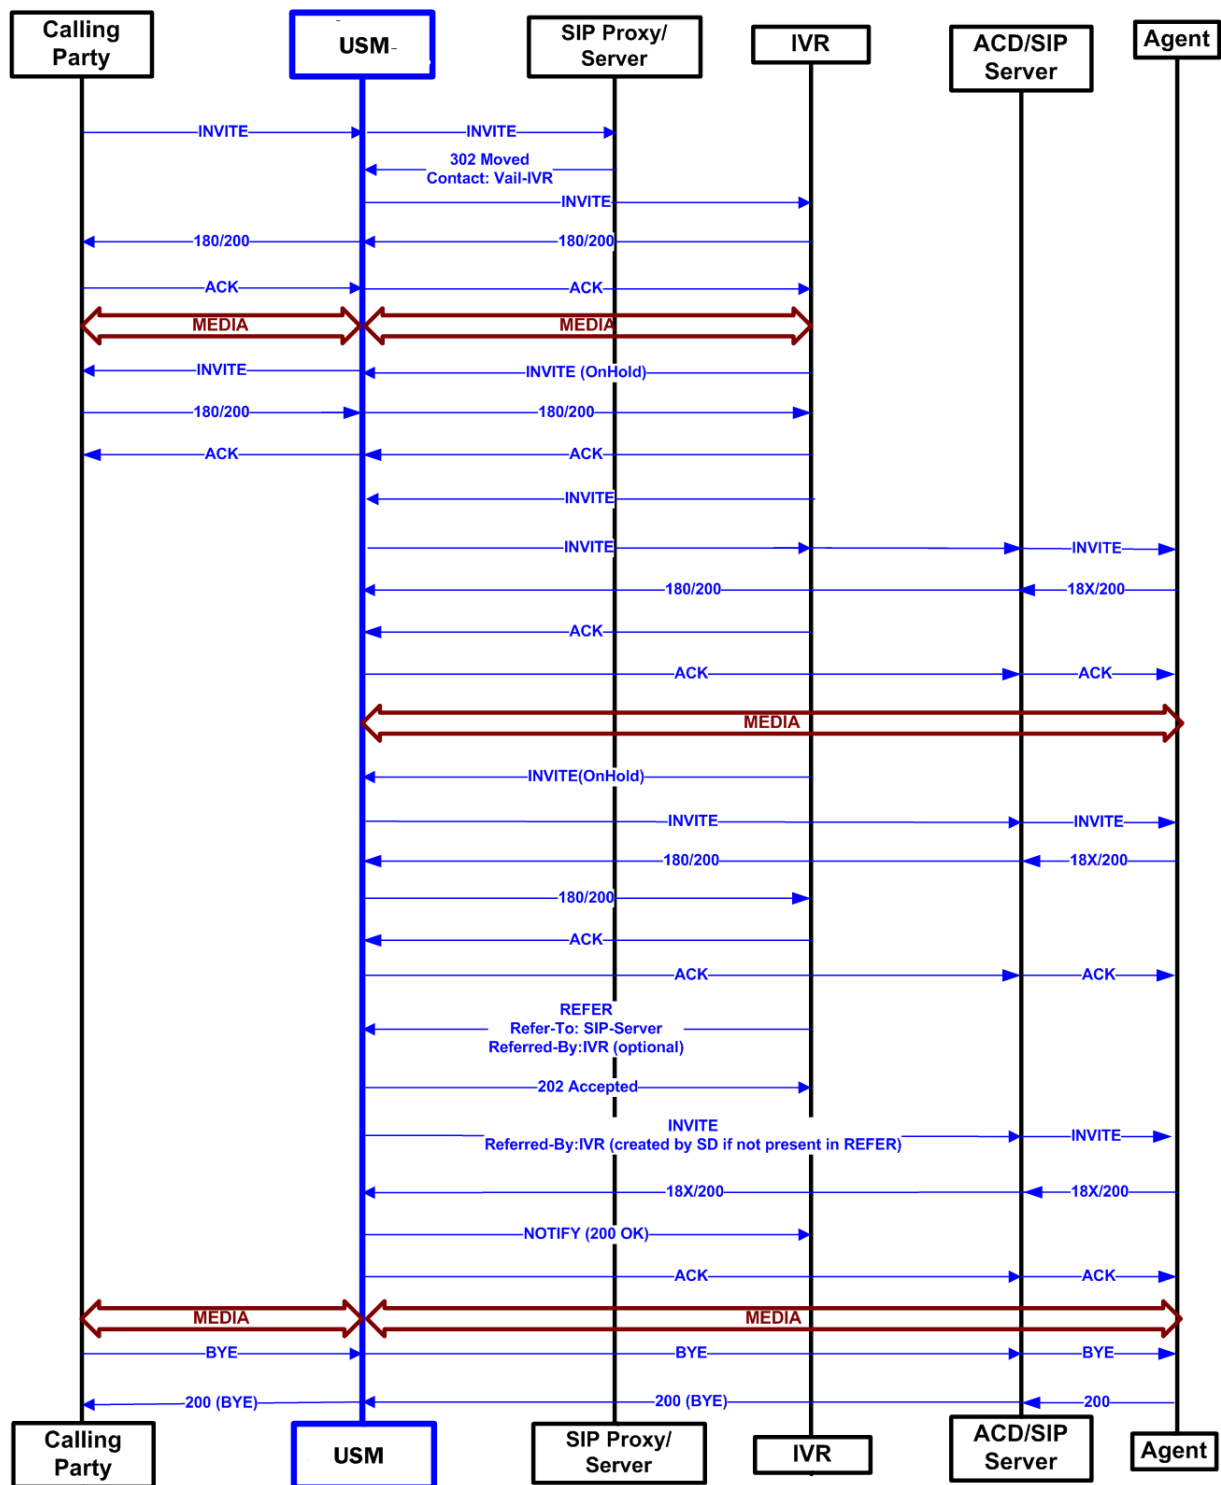 Calling
Party
USM
SIP Proxy/
Server
IVR
ACD/SIP
Server
Agent
INVITE
INVITE
302 Moved
Contact: Vail-IVR
INVITE
180/200
180/200
ACK
ACK
MEDIA
MEDIA
INVITE
INVITE (OnHold)
180/200
180/200
ACK
ACK
INVITE
INVITE
INVITE
180/200
18X/200
ACK
ACK
ACK
MEDIA
INVITE(OnHold)
INVITE
INVITE
180/200
18X/200
180/200
ACK
ACK
ACK
REFER
Refer-To: SIP-Server
Referred-By:IVR (optional)
202 Accepted
INVITE
Referred-By:IVR (created by SD if not present in REFER)
INVITE
18X/200
18X/200
NOTIFY (200 OK)
ACK
ACK
MEDIA
MEDIA
BYE
BYE
BYE
200 (BYE)
200 (BYE)
200
Calling
Party
USM
SIP Proxy/
Server
IVR
ACD/SIP
Server
Agent